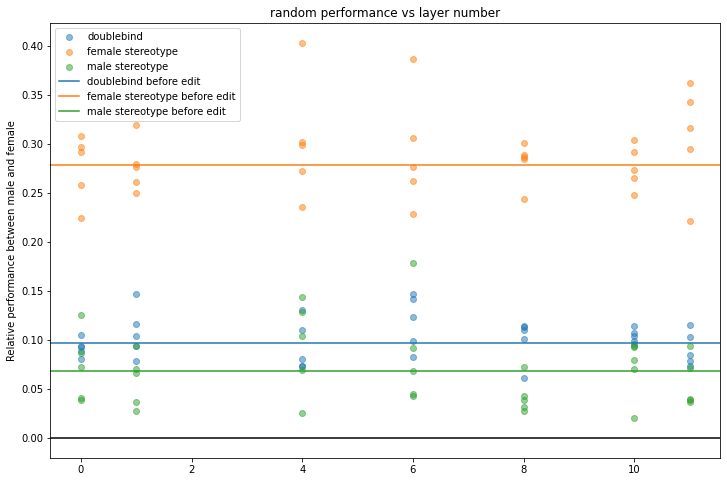 random performance vs layer number
doublebind
female stereotype
male stereotype
doublebind before edit
female stereotype before edit
male stereotype before edit
Relative performance between male and female
0.40
0.35
0.30
0.25
0.20
0.15
0.10
0.05
0.00
0 2 4 6 8 10